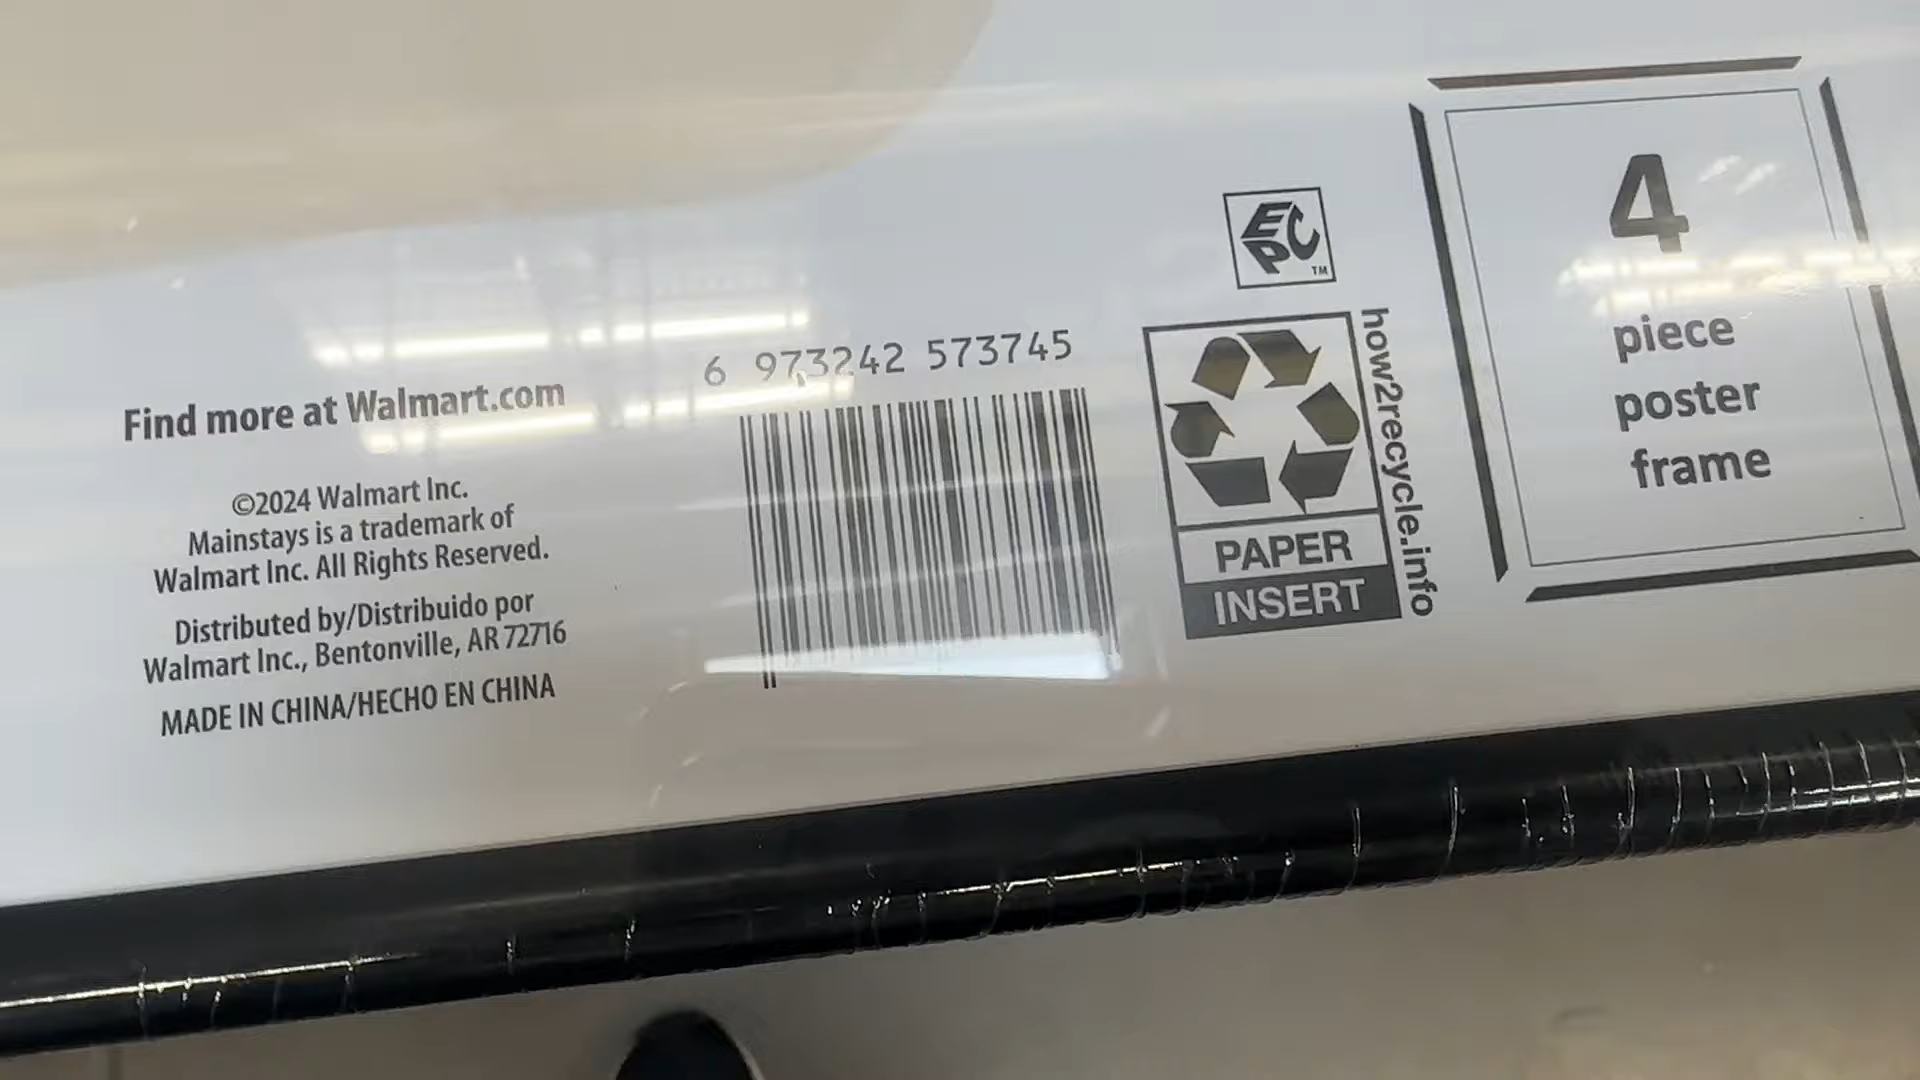 Find more at Walmart.com
©2024 Walmart Inc.
Mainstays is a trademark of
Walmart Inc. All Rights Reserved.
Distributed by/Distribuido por
Walmart Inc., Bentonville, AR 72716
MADE IN CHINA/HECHO EN CHINA
6 973242 573745
EPC™
PAPER
INSERT
how2recycle.info
4
piece
poster
frame